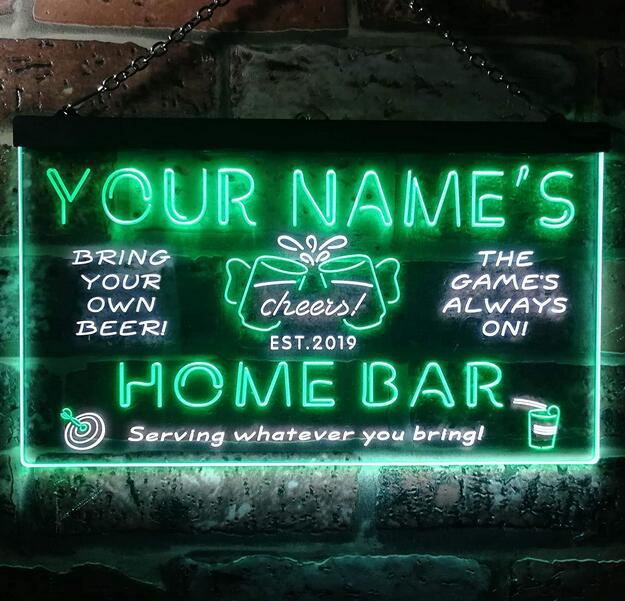 YOUR NAME'S
BRING
YOUR
OWN
BEER!
cheers!
EST.2019
THE
GAME'S
ALWAYS
ON!
HOME BAR
Serving whatever you bring!